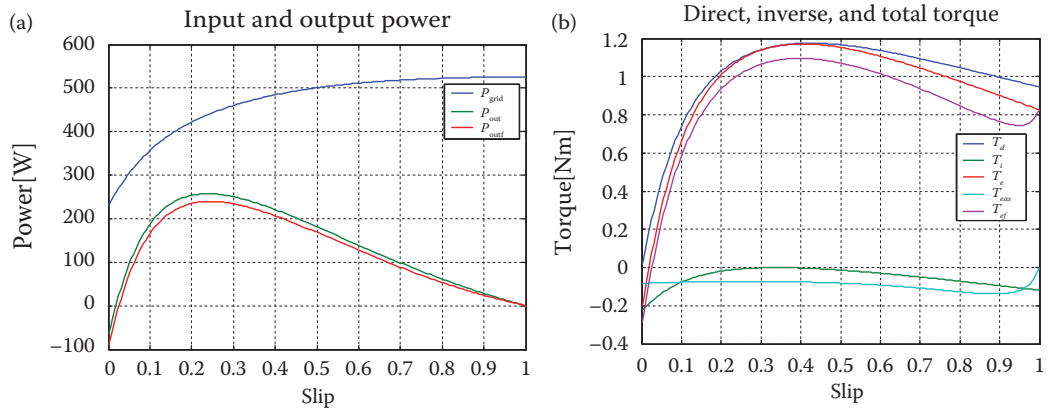 (a)
Input and output power
600
500
400
300
200
100
0
−100
Power[W]
P_grid
P_out
P_outf
0 0.1 0.2 0.3 0.4 0.5 0.6 0.7 0.8 0.9 1
Slip
(b)
Direct, inverse, and total torque
1.2
1
0.8
0.6
0.4
0.2
0
−0.2
−0.4
Torque[Nm]
T_d
T_i
T_e
T_eas
T_ef
0 0.1 0.2 0.3 0.4 0.5 0.6 0.7 0.8 0.9 1
Slip